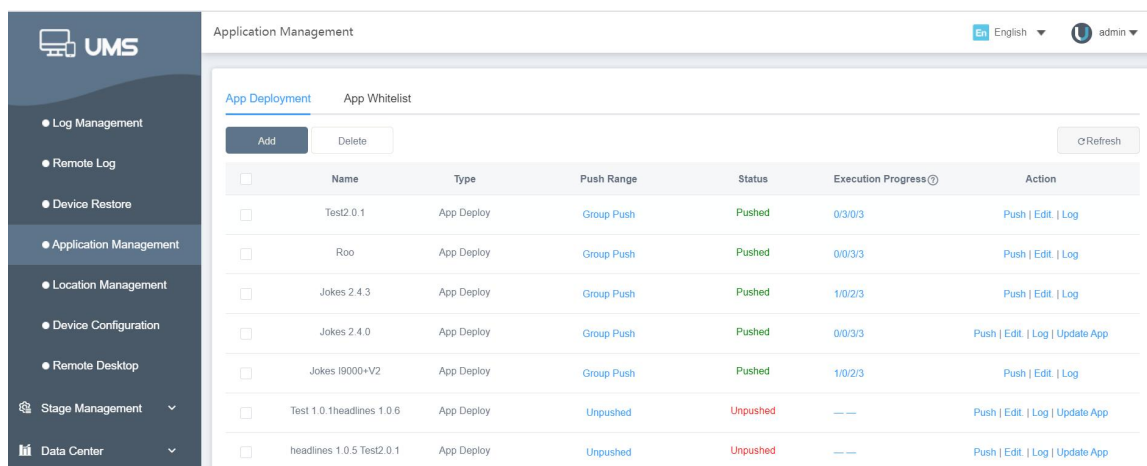 UMS
Application Management
En English
admin
App Deployment App Whitelist
Add Delete
Refresh
Log Management
Remote Log
Device Restore
Application Management
Location Management
Device Configuration
Remote Desktop
Stage Management
Data Center
Name Type Push Range Status Execution Progress Action
Test2.0.1 App Deploy Group Push Pushed 0/3/0/3 Push | Edit. | Log
Roo App Deploy Group Push Pushed 0/0/3/3 Push | Edit. | Log
Jokes 2.4.3 App Deploy Group Push Pushed 1/0/2/3 Push | Edit. | Log
Jokes 2.4.0 App Deploy Group Push Pushed 0/0/3/3 Push | Edit. | Log | Update App
Jokes I9000+V2 App Deploy Group Push Pushed 1/0/2/3 Push | Edit. | Log
Test 1.0.1headlines 1.0.6 App Deploy Unpushed Unpushed — — Push | Edit. | Log | Update App
headlines 1.0.5 Test2.0.1 App Deploy Unpushed Unpushed — — Push | Edit. | Log | Update App